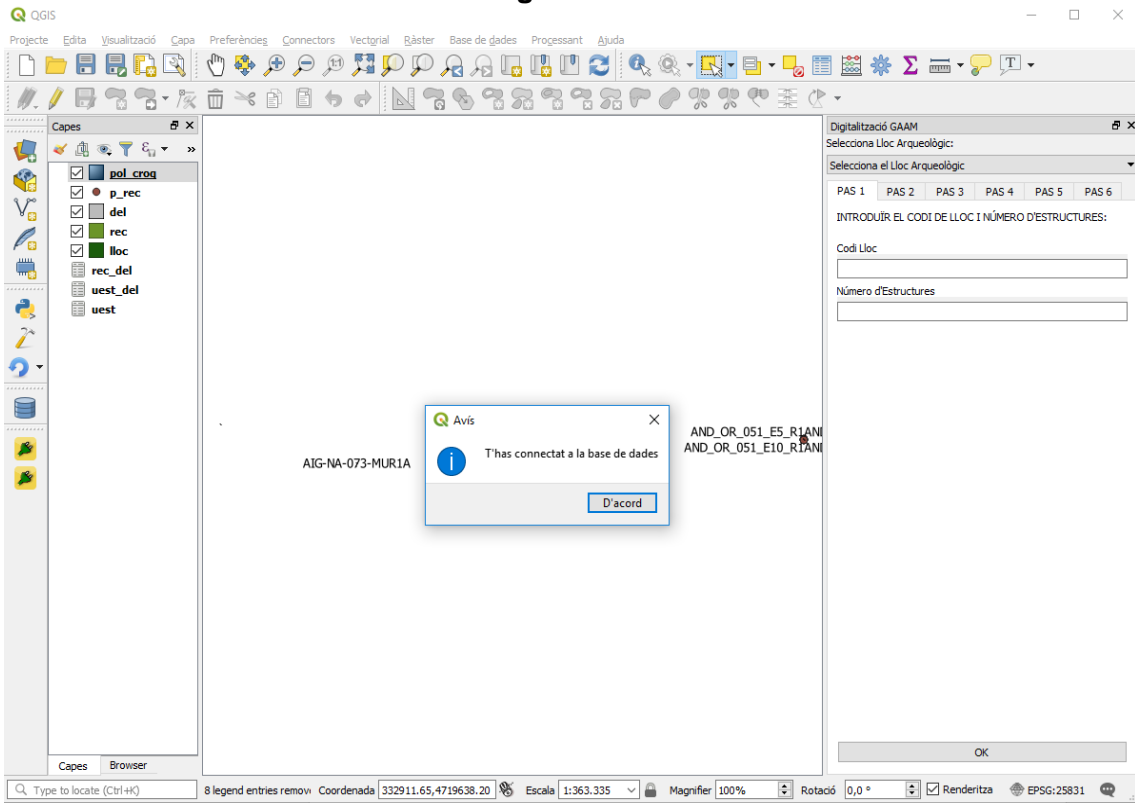 QGIS
Projecte Edita Visualització Capa Preferències Connectors Vectorial Ràster Base de dades Processant Ajuda
Capes
pol_croq
p_rec
del
rec
lloc
rec_del
uest_del
uest
Capes Browser
AIG-NA-073-MUR1A
AND_OR_051_E5_R1AND
AND_OR_051_E10_R1AND
Avís
T'has connectat a la base de dades
D'acord
Digitalització GAAM
Selecciona Lloc Arqueològic:
Selecciona el Lloc Arqueològic
PAS 1 PAS 2 PAS 3 PAS 4 PAS 5 PAS 6
INTRODUÏR EL CODI DE LLOC I NÚMERO D'ESTRUCTURES:
Codi Lloc
Número d'Estructures
OK
Type to locate (Ctrl+K) 8 legend entries remov Coordenada 332911.65,4719638.20 Escala 1:363.335 Magnifier 100% Rotació 0,0 ° Renderitza EPSG:25831